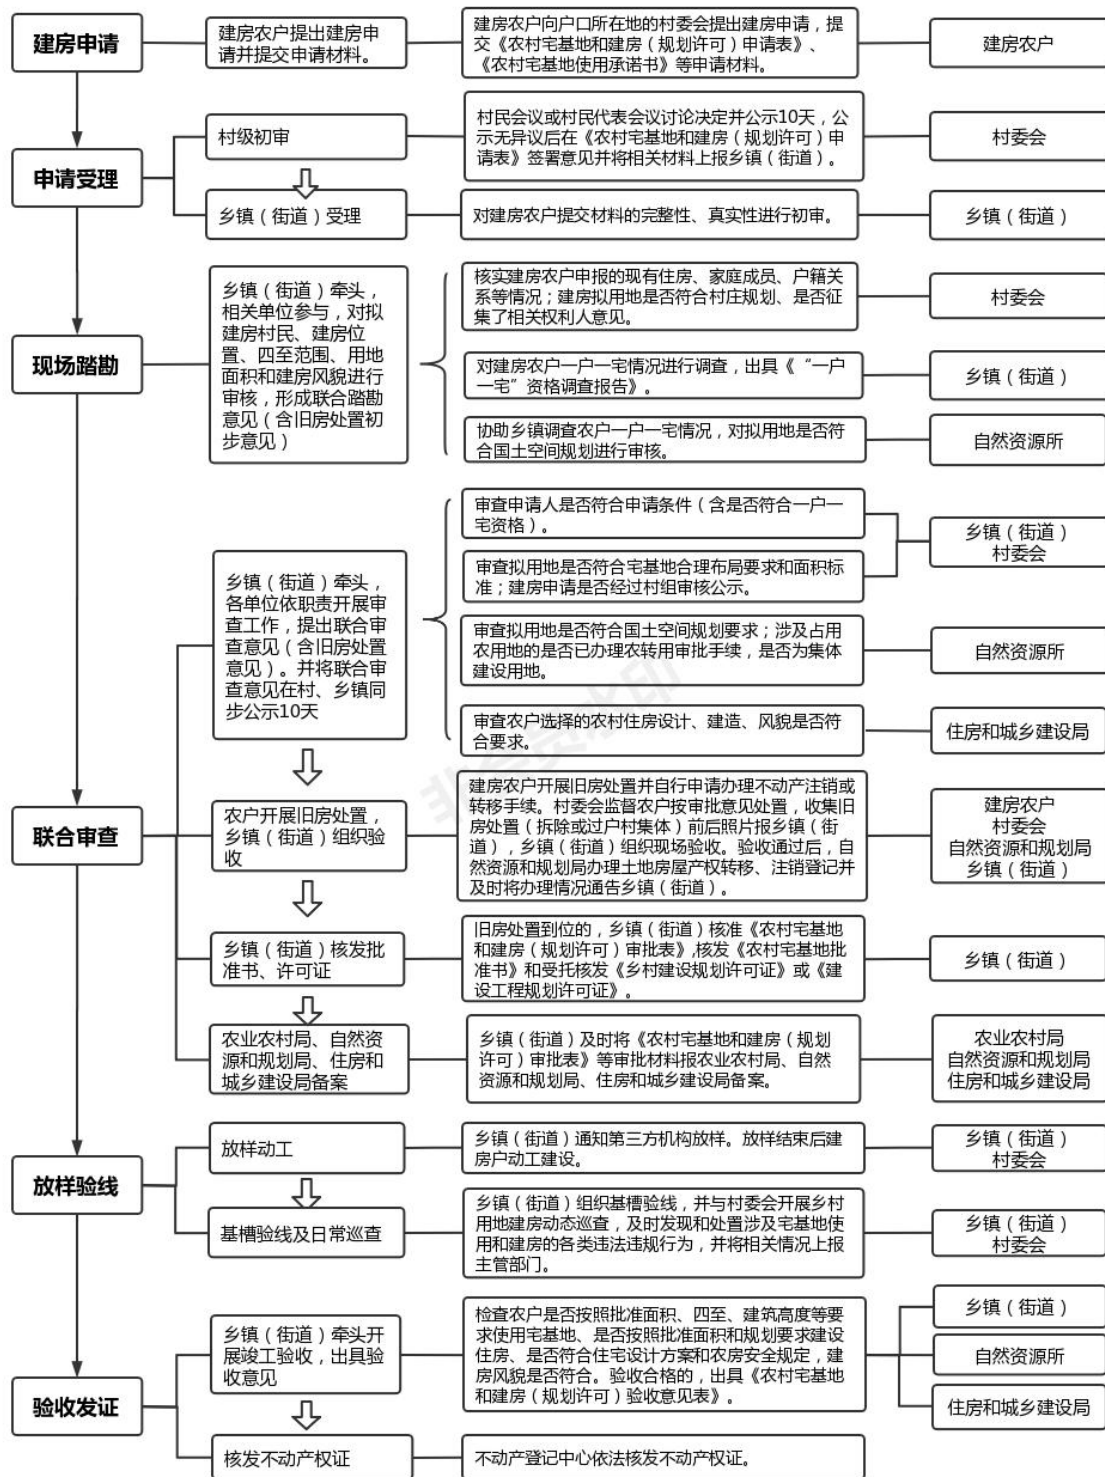 建房申请
建房农户提出建房申
请并提交申请材料。
建房农户向户口所在地的村委会提出建房申请，提
交《农村宅基地和建房（规划许可）申请表》、
《农村宅基地使用承诺书》等申请材料。
建房农户
申请受理
村级初审
村民会议或村民代表会议讨论决定并公示10天，公
示无异议后在《农村宅基地和建房（规划许可）申
请表》签署意见并将相关材料上报乡镇（街道）。
村委会
乡镇（街道）受理
对建房农户提交材料的完整性、真实性进行初审。
乡镇（街道）
现场踏勘
乡镇（街道）牵头，
相关单位参与，对拟
建房村民、建房位
置、四至范围、用地
面积和建房风貌进行
审核，形成联合踏勘
意见（含旧房处置初
步意见）
核实建房农户申报的现有住房、家庭成员、户籍关
系等情况；建房拟用地是否符合村庄规划、是否征
集了相关权利人意见。
村委会
对建房农户一户一宅情况进行调查，出具《“一户
一宅”资格调查报告》。
乡镇（街道）
协助乡镇调查农户一户一宅情况，对拟用地是否符
合国土空间规划进行审核。
自然资源所
联合审查
乡镇（街道）牵头，
各单位依职责开展审
查工作，提出联合审
查意见（含旧房处置
意见）。并将联合审
查意见在村、乡镇同
步公示10天
审查申请人是否符合申请条件（含是否符合一户一
宅资格）。
审查拟用地是否符合宅基地合理布局要求和面积标
准；建房申请是否经过村组审核公示。
乡镇（街道）
村委会
审查拟用地是否符合国土空间规划要求；涉及占用
农用地的是否已办理农转用审批手续，是否为集体
建设用地。
自然资源所
审查农户选择的农村住房设计、建造、风貌是否符
合要求。
住房和城乡建设局
农户开展旧房处置，
乡镇（街道）组织验
收
建房农户开展旧房处置并自行申请办理不动产注销或
转移手续。村委会监督农户按审批意见处置，收集旧
房处置（拆除或过户村集体）前后照片报乡镇（街
道），乡镇（街道）组织现场验收。验收通过后，自
然资源和规划局办理土地房屋产权转移、注销登记并
及时将办理情况通告乡镇（街道）。
建房农户
村委会
自然资源和规划局
乡镇（街道）
乡镇（街道）核发批
准书、许可证
旧房处置到位的，乡镇（街道）核准《农村宅基地
和建房（规划许可）审批表》,核发《农村宅基地批
准书》和受托核发《乡村建设规划许可证》或《建
设工程规划许可证》。
乡镇（街道）
农业农村局、自然资
源和规划局、住房和
城乡建设局备案
乡镇（街道）及时将《农村宅基地和建房（规划
许可）审批表》等审批材料报农业农村局、自然
资源和规划局、住房和城乡建设局备案。
农业农村局
自然资源和规划局
住房和城乡建设局
放样验线
放样动工
乡镇（街道）通知第三方机构放样。放样结束后建
房户动工建设。
乡镇（街道）
村委会
基槽验线及日常巡查
乡镇（街道）组织基槽验线，并与村委会开展乡村
用地建房动态巡查，及时发现和处置涉及宅基地使
用和建房的各类违法违规行为，并将相关情况上报
主管部门。
乡镇（街道）
村委会
验收发证
乡镇（街道）牵头开
展竣工验收，出具验
收意见
检查农户是否按照批准面积、四至、建筑高度等要
求使用宅基地、是否按照批准面积和规划要求建设
住房、是否符合住宅设计方案和农房安全规定，建
房风貌是否符合。验收合格的，出具《农村宅基地
和建房（规划许可）验收意见表》。
乡镇（街道）
自然资源所
住房和城乡建设局
核发不动产权证
不动产登记中心依法核发不动产权证。
非会员水印